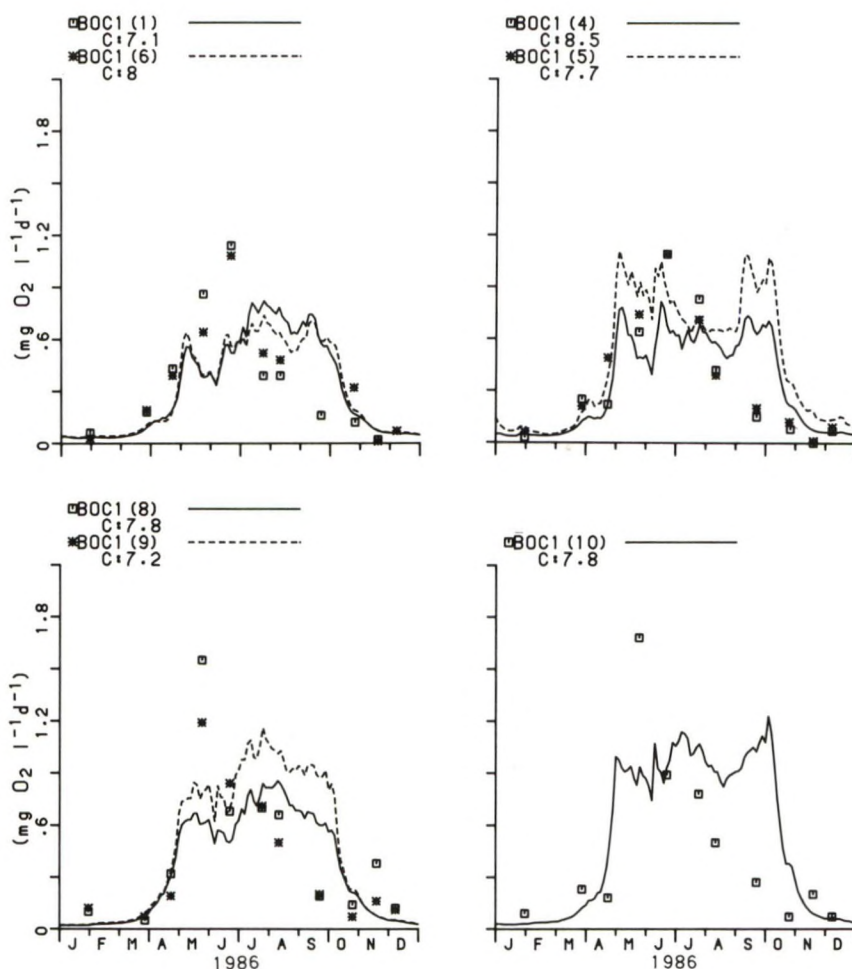 BOC1(1)
C:7.1
BOC1(6)
C:8
BOC1(4)
C:8.5
BOC1(5)
C:7.7
(mg O2 l-1d-1)
1.8
1.2
.6
0
BOC1(8)
C:7.8
BOC1(9)
C:7.2
BOC1(10)
C:7.8
(mg O2 l-1d-1)
1.8
1.2
.6
0
J F M A M J J A S O N D
1986
J F M A M J J A S O N D
1986